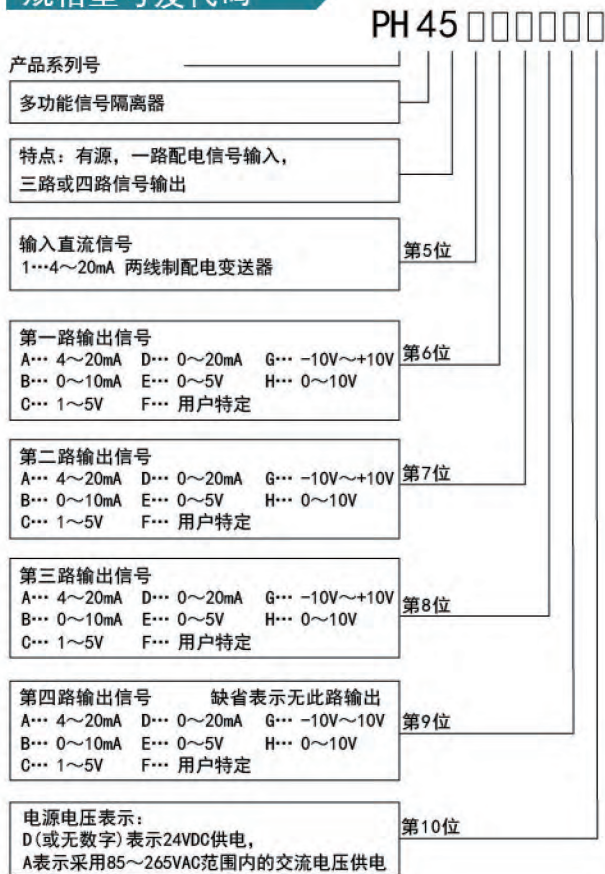 规格型号及代码
PH 45 □□□□□□
产品系列号
多功能信号隔离器
特点：有源，一路配电信号输入，
三路或四路信号输出
输入直流信号
1…4～20mA 两线制配电变送器
第5位
第一路输出信号
A… 4～20mA D… 0～20mA G… -10V～+10V
B… 0～10mA E… 0～5V H… 0～10V
C… 1～5V F… 用户特定
第6位
第二路输出信号
A… 4～20mA D… 0～20mA G… -10V～+10V
B… 0～10mA E… 0～5V H… 0～10V
C… 1～5V F… 用户特定
第7位
第三路输出信号
A… 4～20mA D… 0～20mA G… -10V～+10V
B… 0～10mA E… 0～5V H… 0～10V
C… 1～5V F… 用户特定
第8位
第四路输出信号 缺省表示无此路输出
A… 4～20mA D… 0～20mA G… -10V～10V
B… 0～10mA E… 0～5V H… 0～10V
C… 1～5V F… 用户特定
第9位
电源电压表示：
D(或无数字)表示24VDC供电，
A表示采用85～265VAC范围内的交流电压供电
第10位